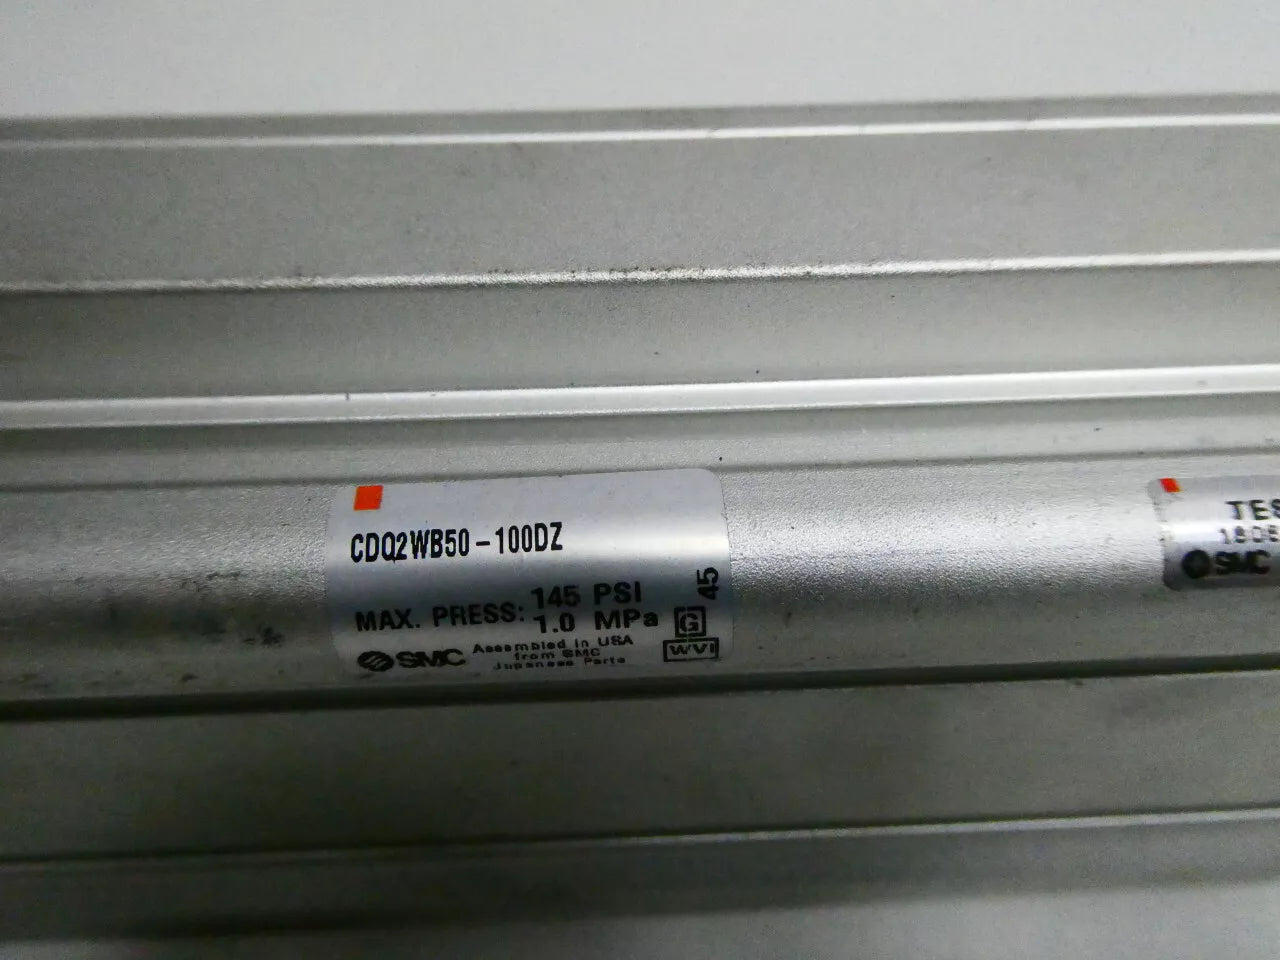 CDQ2WB50-100DZ
MAX. PRESS: 145 PSI
1.0 MPa
45
G
WVI
SMC
Assembled in USA
from SMC
Japanese Parts
TES
SMC